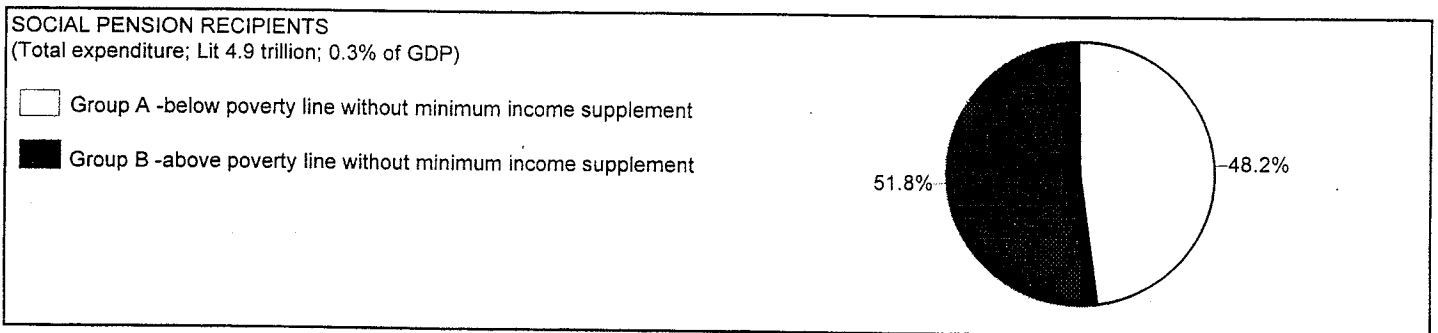 SOCIAL PENSION RECIPIENTS
(Total expenditure; Lit 4.9 trillion; 0.3% of GDP)
Group A -below poverty line without minimum income supplement
Group B -above poverty line without minimum income supplement
51.8%
48.2%